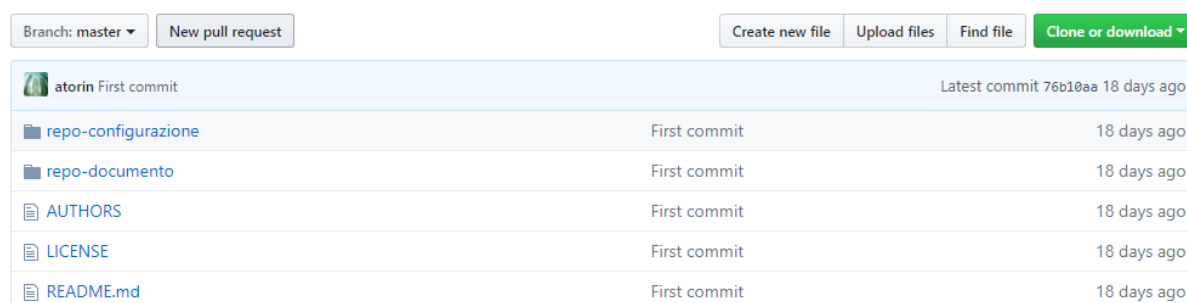 Branch: master New pull request Create new file Upload files Find file Clone or download
atorin First commit Latest commit 76b10aa 18 days ago
repo-configurazione First commit 18 days ago
repo-documento First commit 18 days ago
AUTHORS First commit 18 days ago
LICENSE First commit 18 days ago
README.md First commit 18 days ago